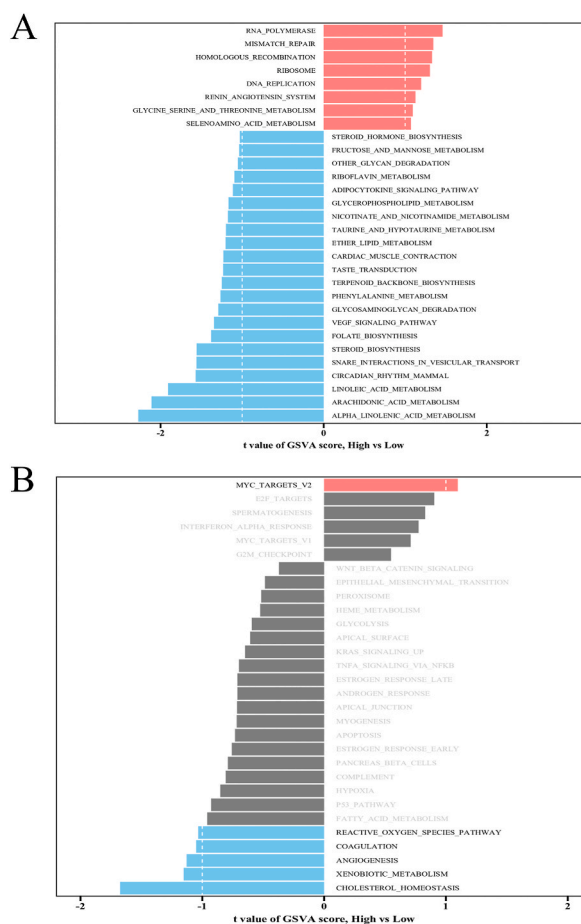 A
RNA_POLYMERASE
MISMATCH_REPAIR
HOMOLOGOUS_RECOMBINATION
RIBOSOME
DNA_REPLICATION
RENIN_ANGIOTENSIN_SYSTEM
GLYCINE_SERINE_AND_THREONINE_METABOLISM
SELENOAMINO_ACID_METABOLISM
STEROID_HORMONE_BIOSYNTHESIS
FRUCTOSE_AND_MANNOSE_METABOLISM
OTHER_GLYCAN_DEGRADATION
RIBOFLAVIN_METABOLISM
ADIPOCYTOKINE_SIGNALING_PATHWAY
GLYCEROPHOSPHOLIPID_METABOLISM
NICOTINATE_AND_NICOTINAMIDE_METABOLISM
TAURINE_AND_HYPOTAURINE_METABOLISM
ETHER_LIPID_METABOLISM
CARDIAC_MUSCLE_CONTRACTION
TASTE_TRANSDUCTION
TERPENOID_BACKBONE_BIOSYNTHESIS
PHENYLALANINE_METABOLISM
GLYCOSAMINOGLYCAN_DEGRADATION
VEGF_SIGNALING_PATHWAY
FOLATE_BIOSYNTHESIS
STEROID_BIOSYNTHESIS
SNARE_INTERACTIONS_IN_VESICULAR_TRANSPORT
CIRCADIAN_RHYTHM_MAMMAL
LINOLEIC_ACID_METABOLISM
ARACHIDONIC_ACID_METABOLISM
ALPHA_LINOLENIC_ACID_METABOLISM
-2 0 2
t value of GSVA score, High vs Low
B
MYC_TARGETS_V2
E2F_TARGETS
SPERMATOGENESIS
INTERFERON_ALPHA_RESPONSE
MYC_TARGETS_V1
G2M_CHECKPOINT
WNT_BETA_CATENIN_SIGNALING
EPITHELIAL_MESENCHYMAL_TRANSITION
PEROXISOME
HEME_METABOLISM
GLYCOLYSIS
APICAL_SURFACE
KRAS_SIGNALING_UP
TNFA_SIGNALING_VIA_NFKB
ESTROGEN_RESPONSE_LATE
ANDROGEN_RESPONSE
APICAL_JUNCTION
MYOGENESIS
APOPTOSIS
ESTROGEN_RESPONSE_EARLY
PANCREAS_BETA_CELLS
COMPLEMENT
HYPOXIA
P53_PATHWAY
FATTY_ACID_METABOLISM
REACTIVE_OXYGEN_SPECIES_PATHWAY
COAGULATION
ANGIOGENESIS
XENOBIOTIC_METABOLISM
CHOLESTEROL_HOMEOSTASIS
-2 -1 0 1 2
t value of GSVA score, High vs Low